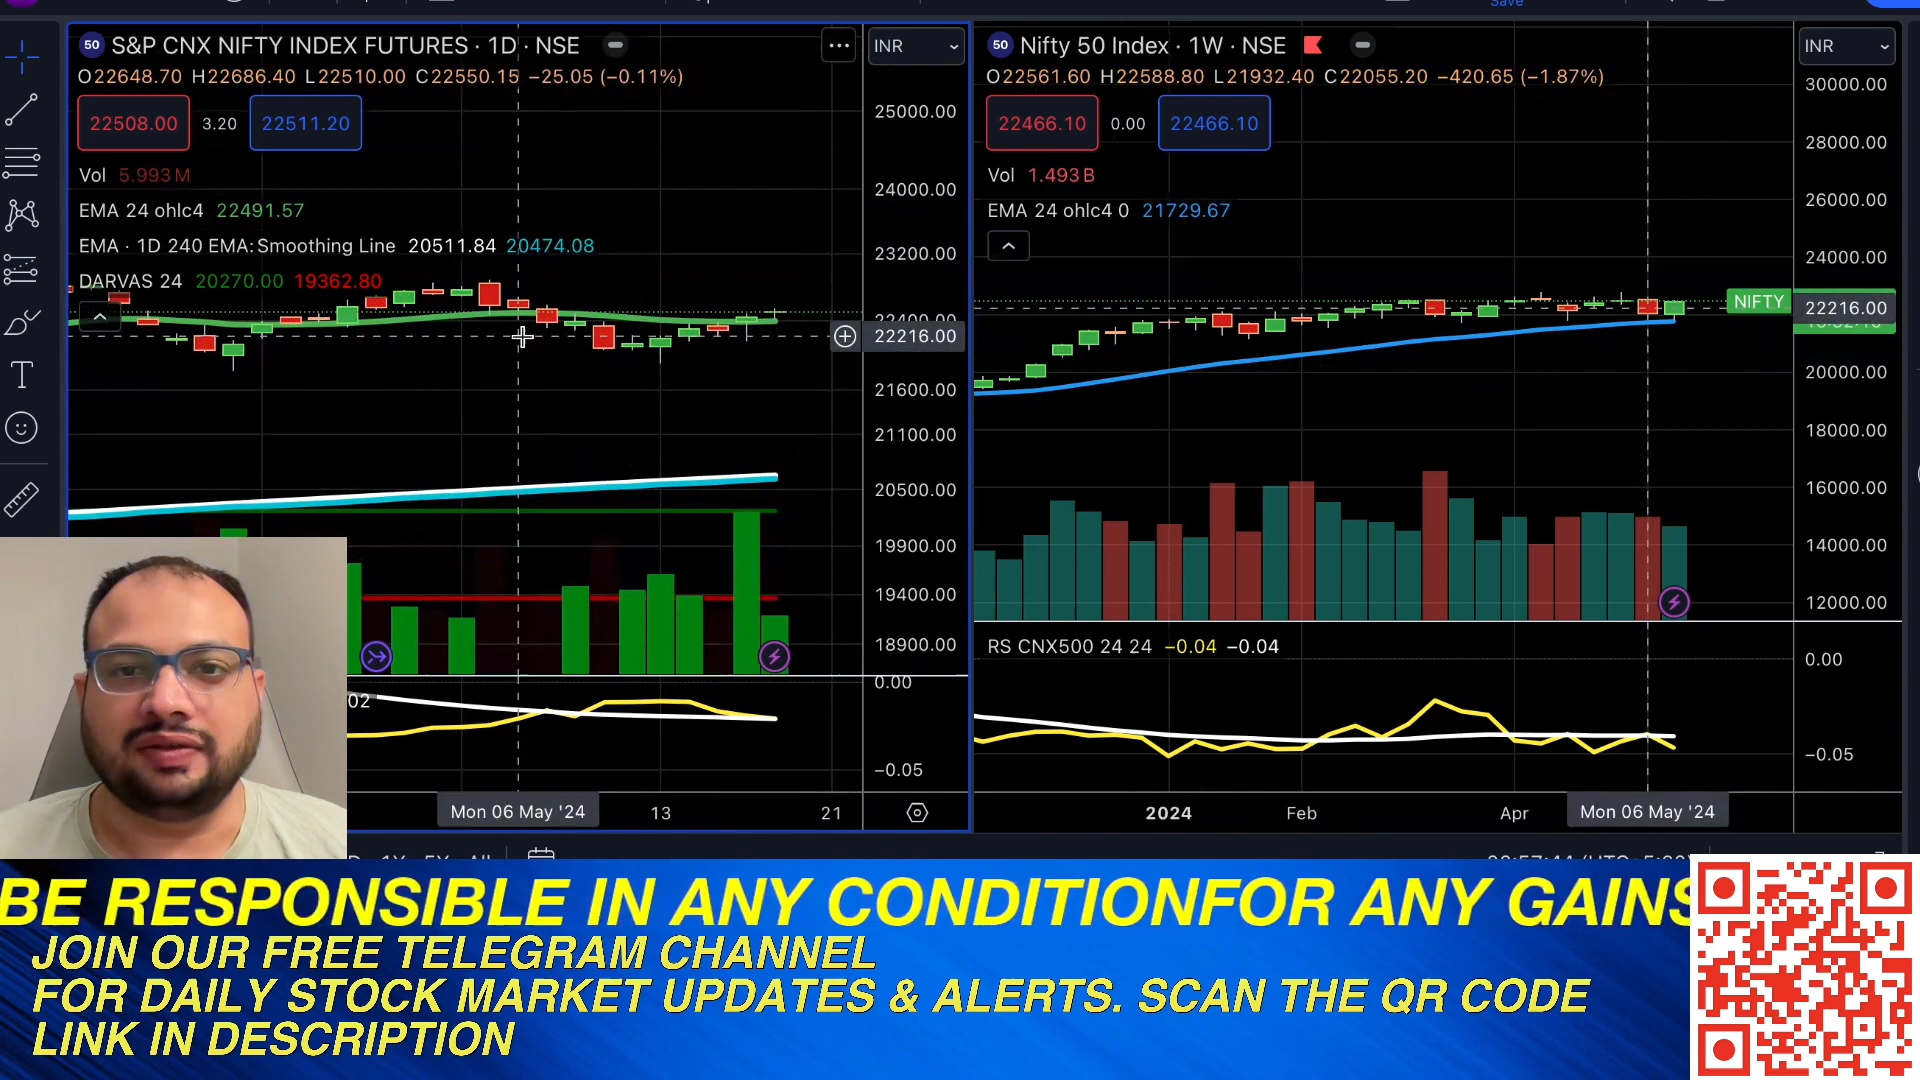 Save
50 S&P CNX NIFTY INDEX FUTURES · 1D · NSE
INR
O22648.70 H22686.40 L22510.00 C22550.15 −25.05 (−0.11%)
22508.00 3.20 22511.20
Vol 5.993 M
EMA 24 ohlc4 22491.57
EMA · 1D 240 EMA: Smoothing Line 20511.84 20474.08
DARVAS 24 20270.00 19362.80
25000.00
24000.00
23200.00
22400.00
22216.00
21600.00
21100.00
20500.00
19900.00
19400.00
18900.00
0.00
02
−0.05
Mon 06 May '24
13
21
50 Nifty 50 Index · 1W · NSE
INR
O22561.60 H22588.80 L21932.40 C22055.20 −420.65 (−1.87%)
22466.10 0.00 22466.10
Vol 1.493 B
EMA 24 ohlc4 0 21729.67
30000.00
28000.00
26000.00
24000.00
NIFTY
22216.00
20000.00
18000.00
16000.00
14000.00
12000.00
RS CNX500 24 24 −0.04 −0.04
0.00
−0.05
2024
Feb
Apr
Mon 06 May '24
BE RESPONSIBLE IN ANY CONDITIONFOR ANY GAINS
JOIN OUR FREE TELEGRAM CHANNEL
FOR DAILY STOCK MARKET UPDATES & ALERTS. SCAN THE QR CODE
LINK IN DESCRIPTION